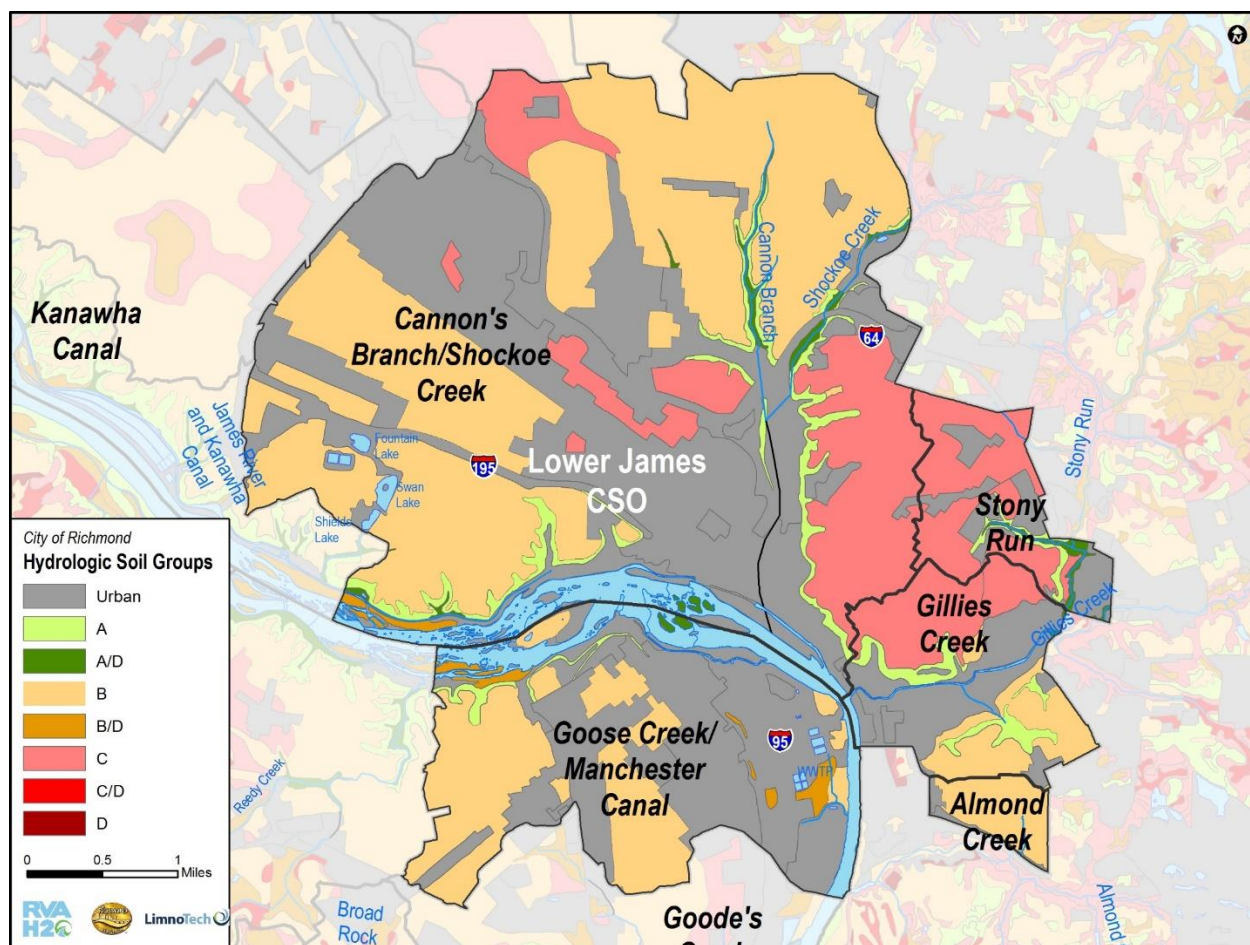 N
Kanawha
Canal
James River
and Kanawha
Canal
Cannon's
Branch/Shockoe
Creek
Cannon Branch
Shockoe Creek
64
Fountain
Lake
195
Swan
Lake
Shields
Lake
Lower James
CSO
Stony Run
Stony
Run
Gillies
Creek
Gillies Creek
Goose Creek/
Manchester
Canal
95
WWTP
Almond
Creek
Reedy Creek
Broad
Rock
Goode's
Almond
City of Richmond
Hydrologic Soil Groups
Urban
A
A/D
B
B/D
C
C/D
D
0 0.5 1
Miles
RVA
H2O
LimnoTech